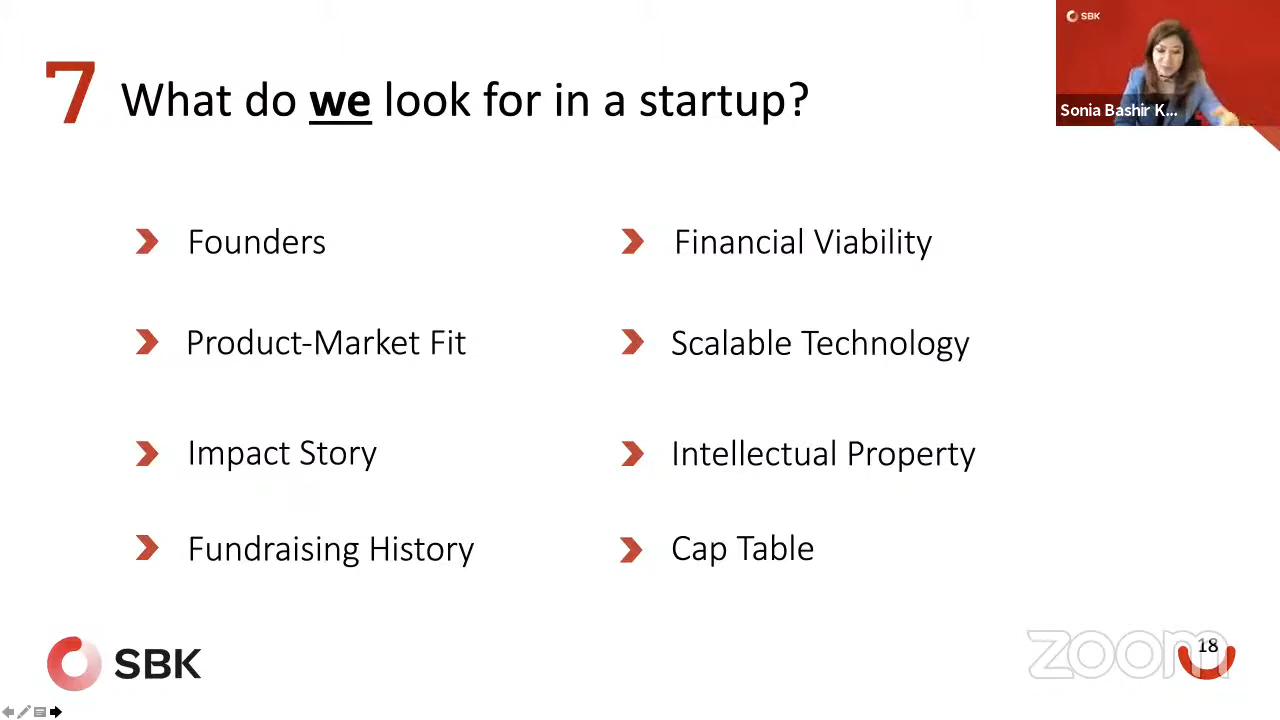 SBK
Sonia Bashir K...
7 What do we look for in a startup?
Founders
Product-Market Fit
Impact Story
Fundraising History
Financial Viability
Scalable Technology
Intellectual Property
Cap Table
SBK
zoom
18